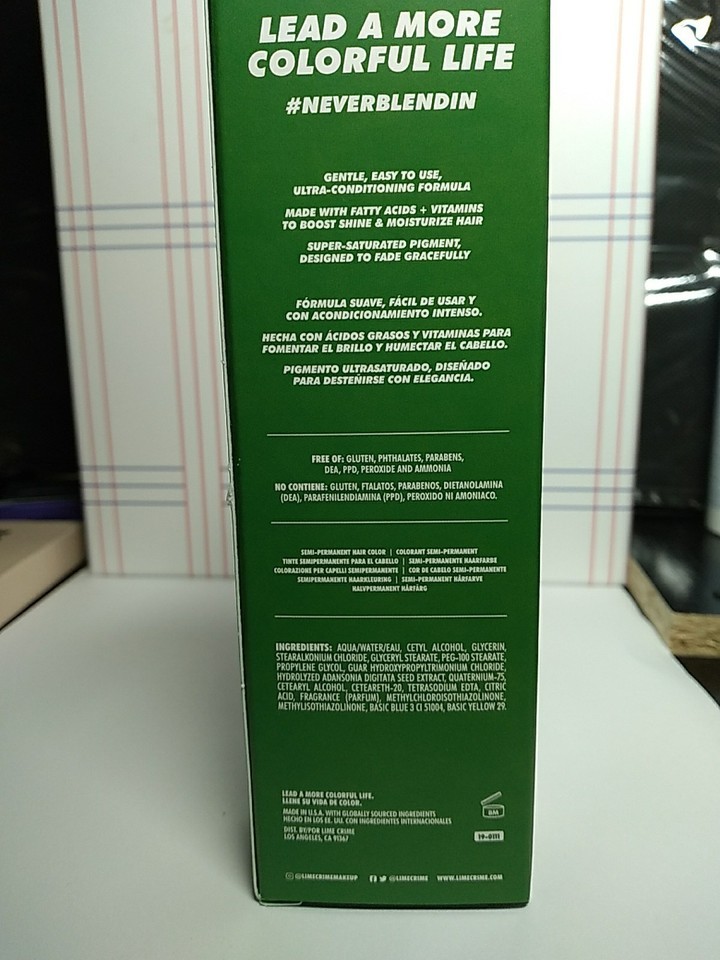 LEAD A MORE
COLORFUL LIFE
#NEVERBLENDIN
GENTLE, EASY TO USE,
ULTRA-CONDITIONING FORMULA
MADE WITH FATTY ACIDS + VITAMINS
TO BOOST SHINE & MOISTURIZE HAIR
SUPER-SATURATED PIGMENT,
DESIGNED TO FADE GRACEFULLY
FÓRMULA SUAVE, FÁCIL DE USAR Y
CON ACONDICIONAMIENTO INTENSO.
HECHA CON ÁCIDOS GRASOS Y VITAMINAS PARA
FOMENTAR EL BRILLO Y HUMECTAR EL CABELLO.
PIGMENTO ULTRASATURADO, DISEÑADO
PARA DESTEÑIRSE CON ELEGANCIA.
FREE OF: GLUTEN, PHTHALATES, PARABENS,
DEA, PPD, PEROXIDE AND AMMONIA
NO CONTIENE: GLUTEN, FTALATOS, PARABENOS, DIETANOLAMINA
(DEA), PARAFENILENDIAMINA (PPD), PEROXIDO NI AMONIACO.
SEMI-PERMANENT HAIR COLOR | COLORANT SEMI-PERMANENT
TINTE SEMIPERMANENTE PARA EL CABELLO | SEMI-PERMANENTE HAARFARBE
COLORAZIONE PER CAPELLI SEMIPERMANENTE | COR DE CABELO SEMI-PERMANENTE
SEMIPERMANENTE HAARKLEURING | SEMI-PERMANENT HÅRFARVE
HALVPERMANENT HÅRFÄRG
INGREDIENTS: AQUA/WATER/EAU, CETYL ALCOHOL, GLYCERIN,
STEARALKONIUM CHLORIDE, GLYCERYL STEARATE, PEG-100 STEARATE,
PROPYLENE GLYCOL, GUAR HYDROXYPROPYLTRIMONIUM CHLORIDE,
HYDROLYZED ADANSONIA DIGITATA SEED EXTRACT, QUATERNIUM-75,
CETEARYL ALCOHOL, CETEARETH-20, TETRASODIUM EDTA, CITRIC
ACID, FRAGRANCE (PARFUM), METHYLCHLOROISOTHIAZOLINONE,
METHYLISOTHIAZOLINONE, BASIC BLUE 3 CI 51004, BASIC YELLOW 29.
LEAD A MORE COLORFUL LIFE.
LLENE SU VIDA DE COLOR.
MADE IN U.S.A. WITH GLOBALLY SOURCED INGREDIENTS
HECHO EN LOS EE. UU. CON INGREDIENTES INTERNACIONALES
DIST. BY/POR LIME CRIME
LOS ANGELES, CA 91367
19-0111
@LIMECRIMEMAKEUP @LIMECRIME WWW.LIMECRIME.COM